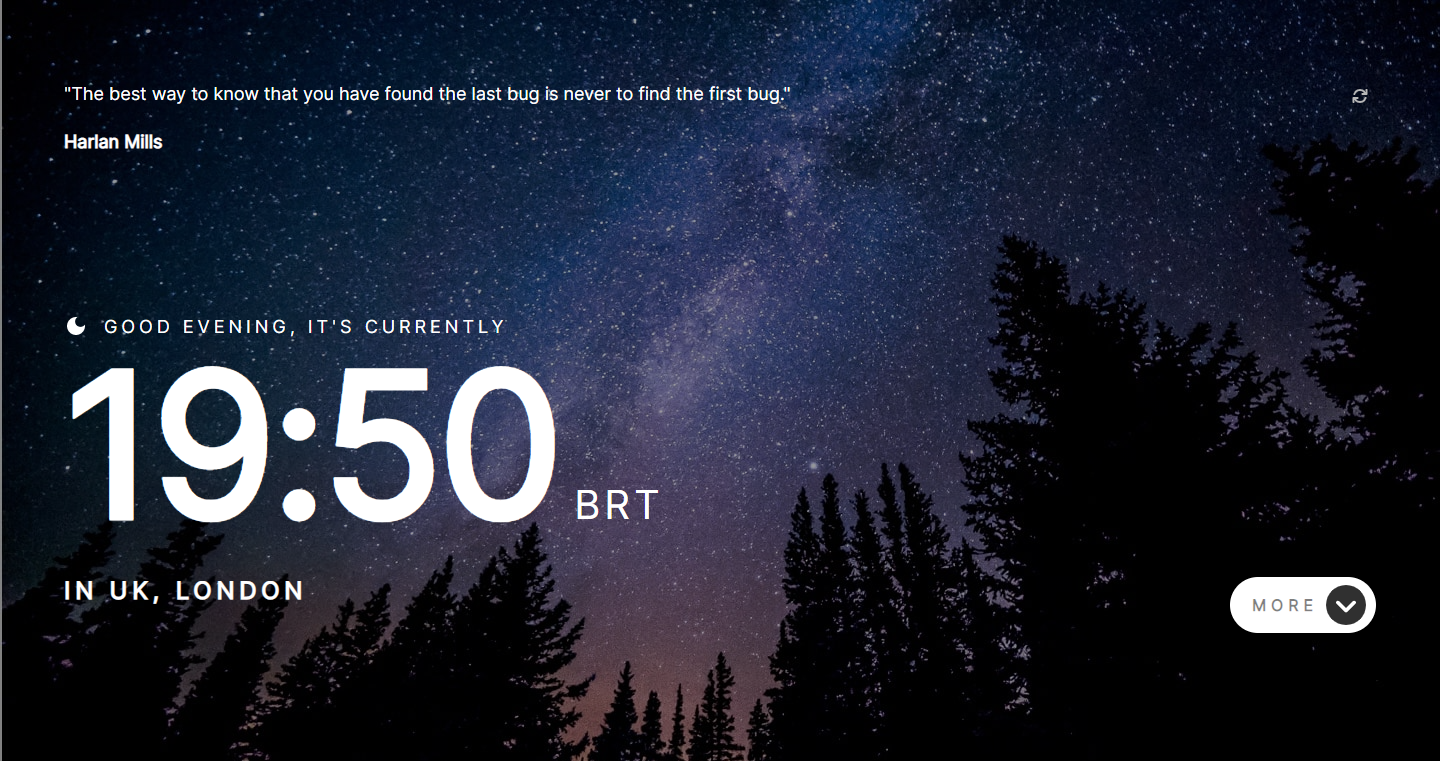 "The best way to know that you have found the last bug is never to find the first bug."
Harlan Mills
GOOD EVENING, IT'S CURRENTLY
19:50 BRT
IN UK, LONDON
MORE